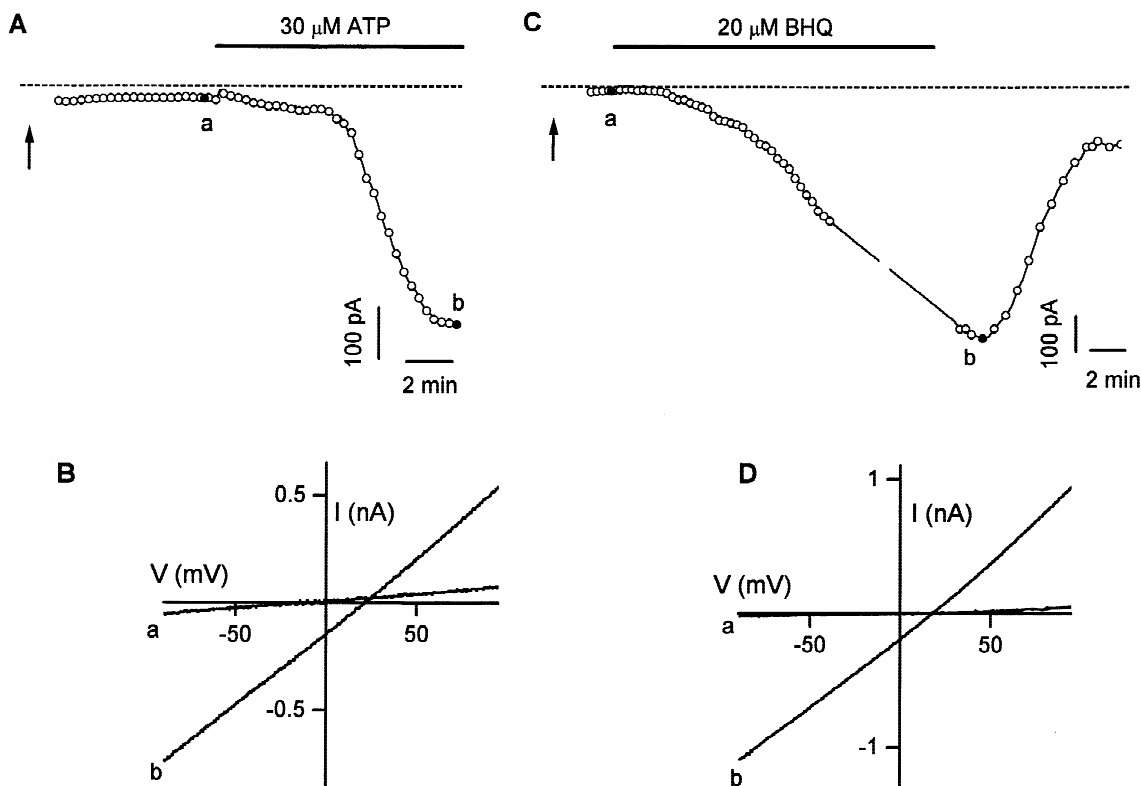 A
30 µM ATP
a
b
100 pA
2 min
C
20 µM BHQ
a
b
100 pA
2 min
B
0.5
I (nA)
V (mV)
a
-50
50
-0.5
b
D
1
I (nA)
V (mV)
a
-50
50
-1
b